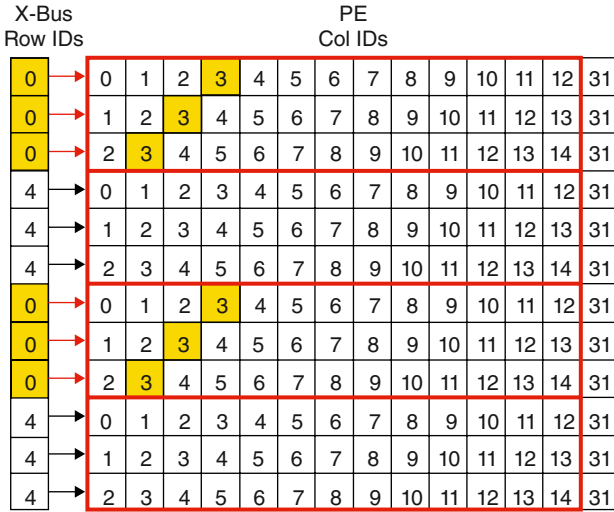 X-Bus PE
Row IDs Col IDs
0 0 1 2 3 4 5 6 7 8 9 10 11 12 31
0 1 2 3 4 5 6 7 8 9 10 11 12 13 31
0 2 3 4 5 6 7 8 9 10 11 12 13 14 31
4 0 1 2 3 4 5 6 7 8 9 10 11 12 31
4 1 2 3 4 5 6 7 8 9 10 11 12 13 31
4 2 3 4 5 6 7 8 9 10 11 12 13 14 31
0 0 1 2 3 4 5 6 7 8 9 10 11 12 31
0 1 2 3 4 5 6 7 8 9 10 11 12 13 31
0 2 3 4 5 6 7 8 9 10 11 12 13 14 31
4 0 1 2 3 4 5 6 7 8 9 10 11 12 31
4 1 2 3 4 5 6 7 8 9 10 11 12 13 31
4 2 3 4 5 6 7 8 9 10 11 12 13 14 31